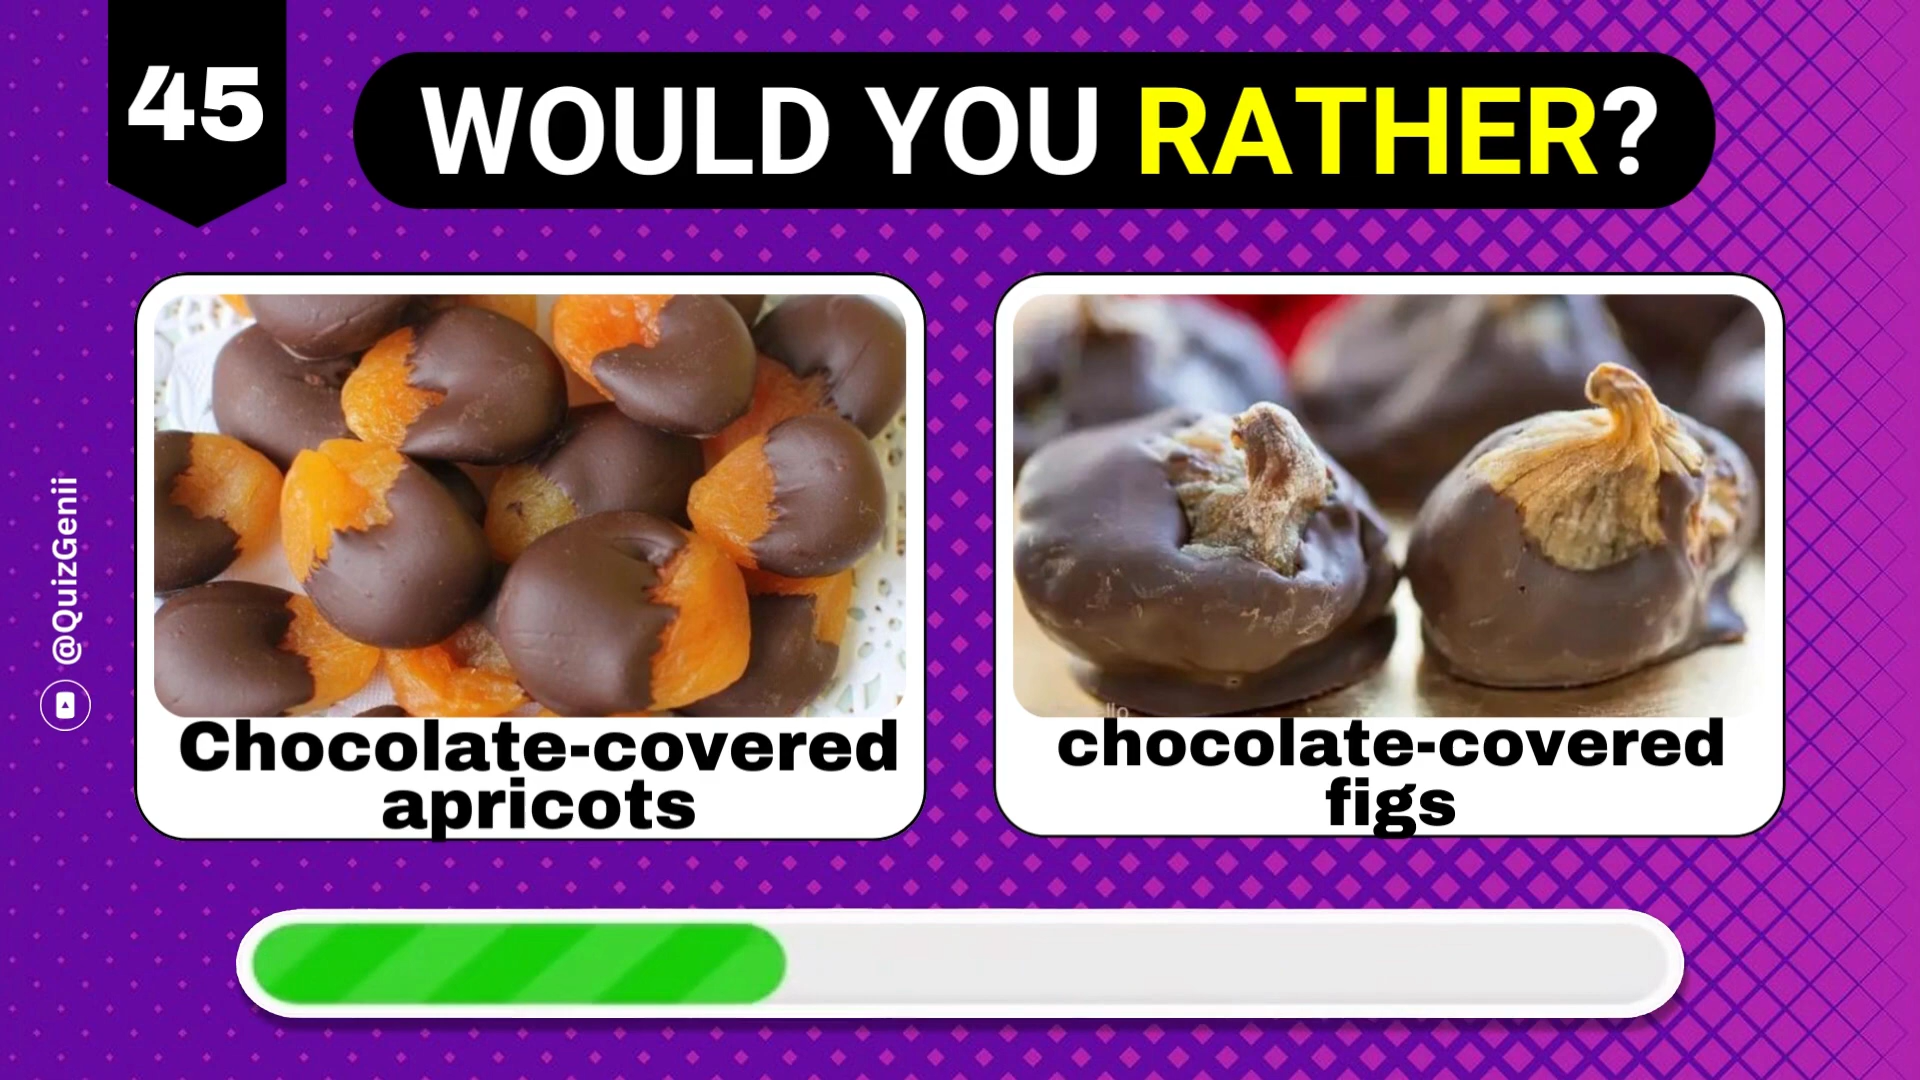 45
WOULD YOU RATHER?
@QuizGenii
Chocolate-covered
apricots
chocolate-covered
figs